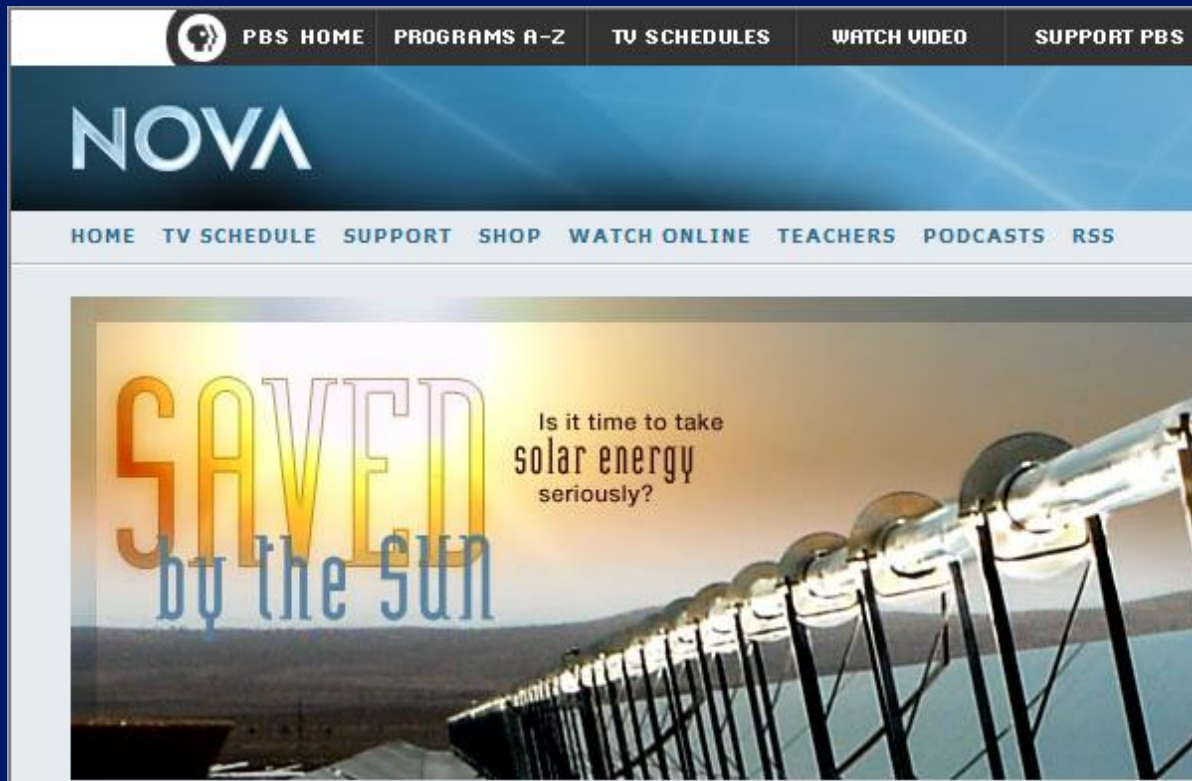 PBS HOME PROGRAMS A-Z TV SCHEDULES WATCH VIDEO SUPPORT PBS
NOVA
HOME TV SCHEDULE SUPPORT SHOP WATCH ONLINE TEACHERS PODCASTS RSS
SAVED
by the SUN
Is it time to take
solar energy
seriously?